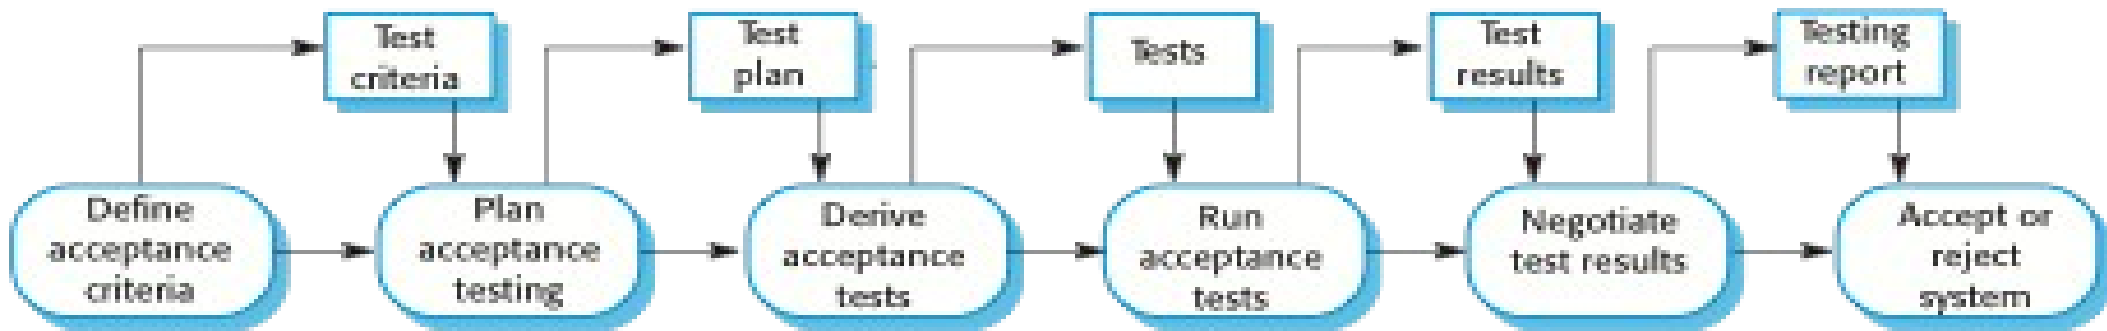 Test
criteria
Test
plan
Tests
Test
results
Testing
report
Define
acceptance
criteria
Plan
acceptance
testing
Derive
acceptance
tests
Run
acceptance
tests
Negotiate
test results
Accept or
reject
system